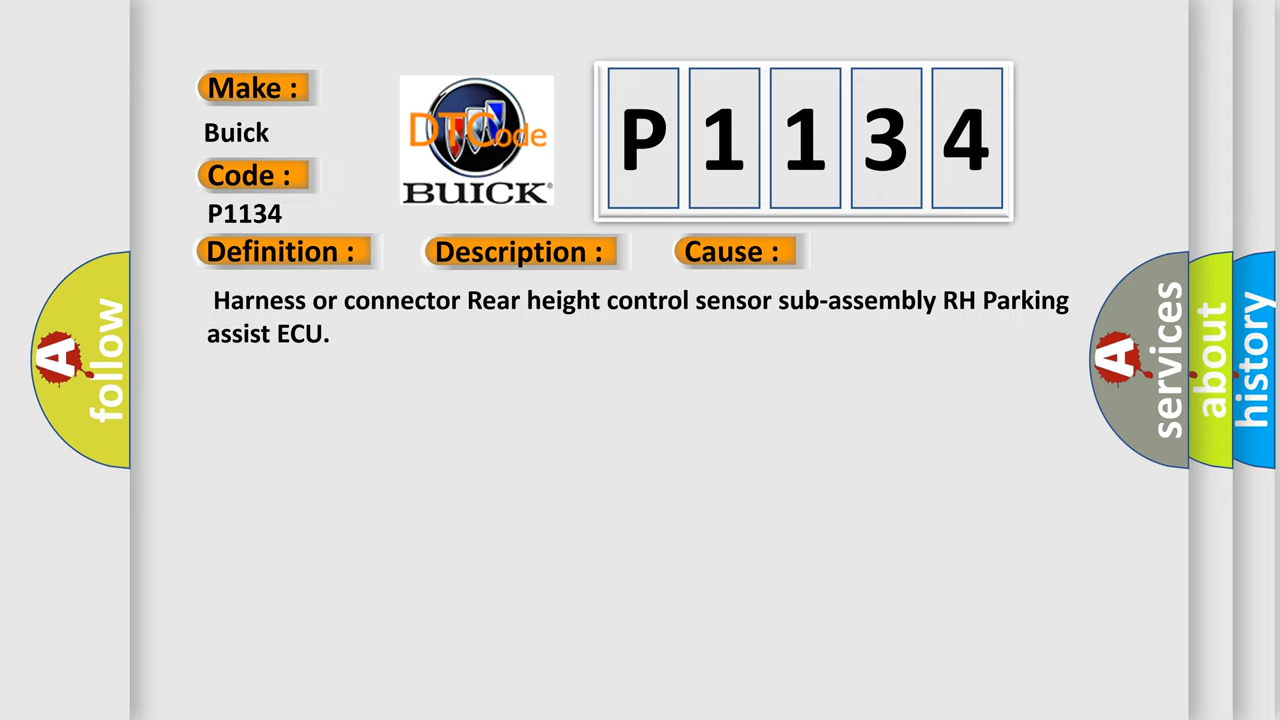 Make :
Buick
Code :
P1134
DTCode
BUICK®
P 1 1 3 4
Definition :
Description :
Cause :
Harness or connector Rear height control sensor sub-assembly RH Parking
assist ECU.
A follow
A services
about
history